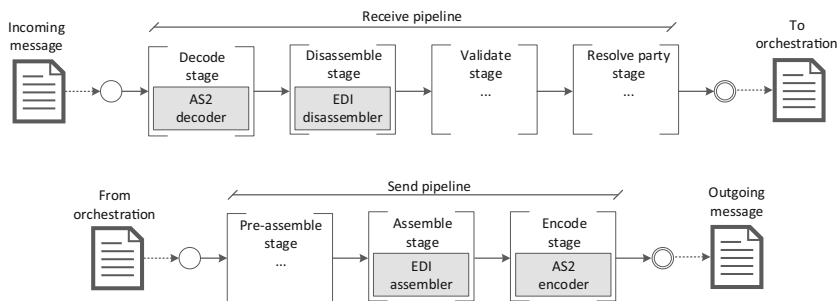 Receive pipeline
Incoming
message
Decode
stage
AS2
decoder
Disassemble
stage
EDI
disassembler
Validate
stage
...
Resolve party
stage
...
To
orchestration
Send pipeline
From
orchestration
Pre-assemble
stage
...
Assemble
stage
EDI
assembler
Encode
stage
AS2
encoder
Outgoing
message